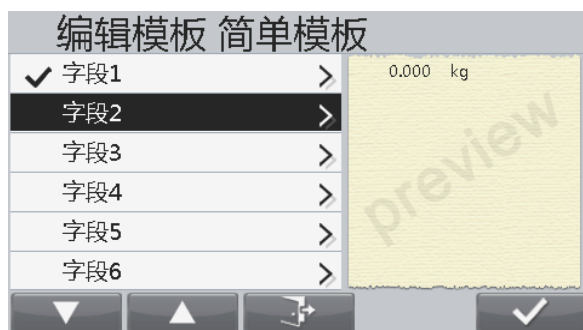 编辑模板 简单模板
字段1
字段2
字段3
字段4
字段5
字段6
0.000 kg
preview